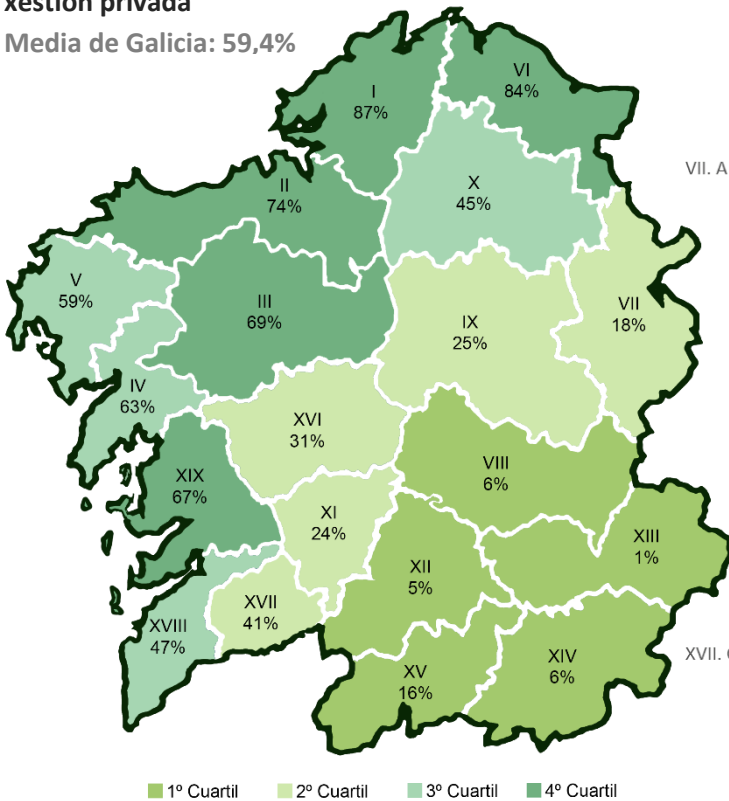 xestión privada
Media de Galicia: 59,4%
I
87%
VI
84%
VII. A
X
45%
II
74%
V
59%
III
69%
VII
18%
IX
25%
IV
63%
XVI
31%
VIII
6%
XIX
67%
XI
24%
XIII
1%
XII
5%
XVII
41%
XVIII
47%
XIV
6%
XVII. C
XV
16%
1º Cuartil
2º Cuartil
3º Cuartil
4º Cuartil